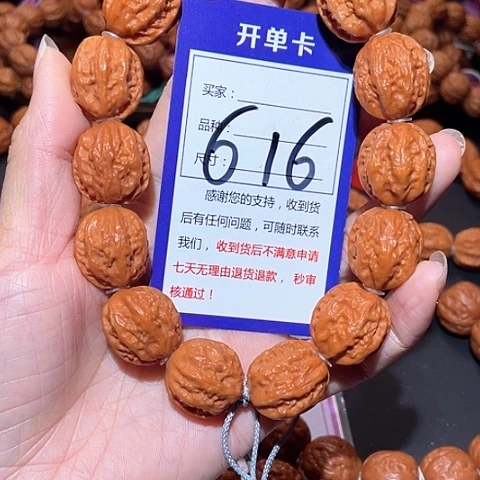 开单卡
买家：
品种：
616
尺寸：
感谢您的支持，收到货
后有任何问题，可随时联系
我们，收到货后不满意申请
七天无理由退货退款，秒审
核通过！